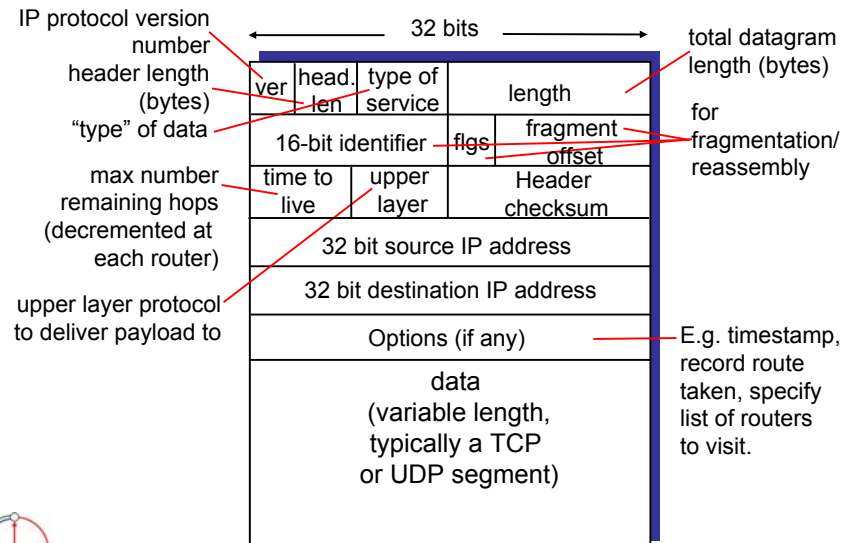 IP protocol version
number
header length
(bytes)
“type” of data
max number
remaining hops
(decremented at
each router)
upper layer protocol
to deliver payload to
32 bits
ver
head.
len
type of
service
length
16-bit identifier
flgs
fragment
offset
time to
live
upper
layer
Header
checksum
32 bit source IP address
32 bit destination IP address
Options (if any)
data
(variable length,
typically a TCP
or UDP segment)
total datagram
length (bytes)
for
fragmentation/
reassembly
E.g. timestamp,
record route
taken, specify
list of routers
to visit.